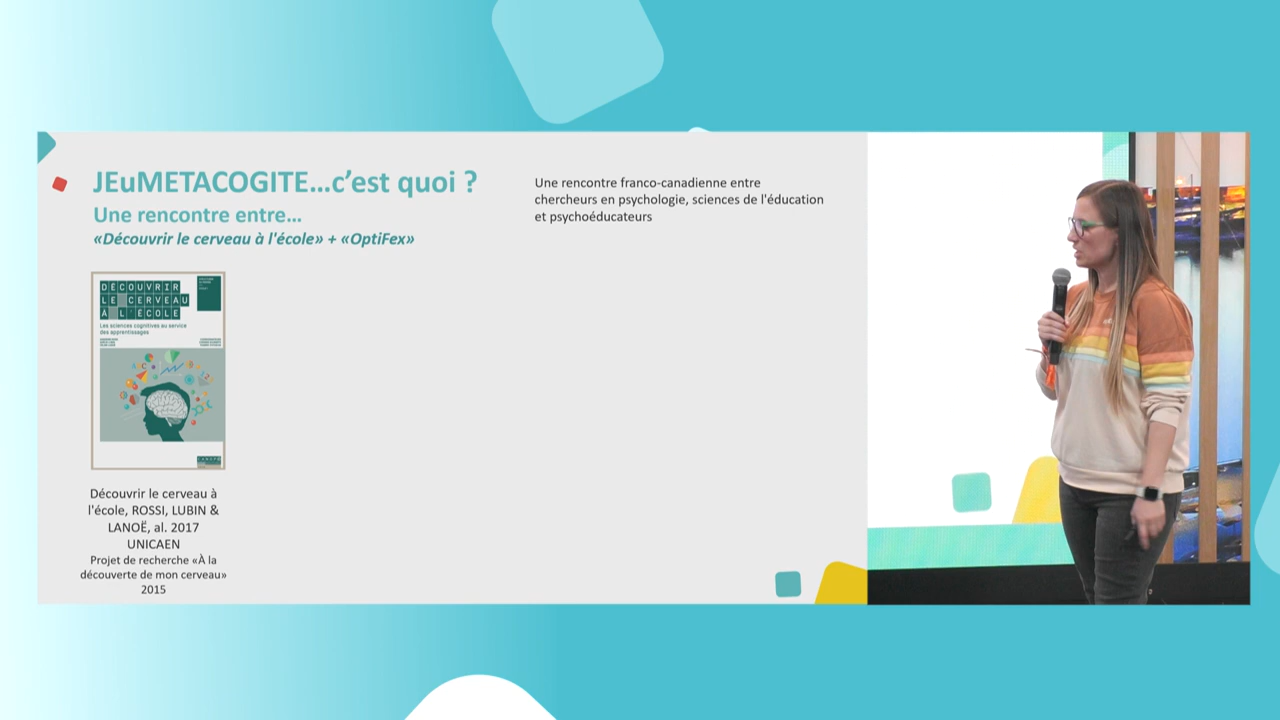 JEuMETACOGITE...c’est quoi ?
Une rencontre entre...
«Découvrir le cerveau à l'école» + «OptiFex»
Une rencontre franco-canadienne entre
chercheurs en psychologie, sciences de l'éducation
et psychoéducateurs
DÉCOUVRIR
LE CERVEAU
À L'ÉCOLE
Les sciences cognitives au service
des apprentissages
Découvrir le cerveau à
l'école, ROSSI, LUBIN &
LANOË, al. 2017
UNICAEN
Projet de recherche «À la
découverte de mon cerveau»
2015